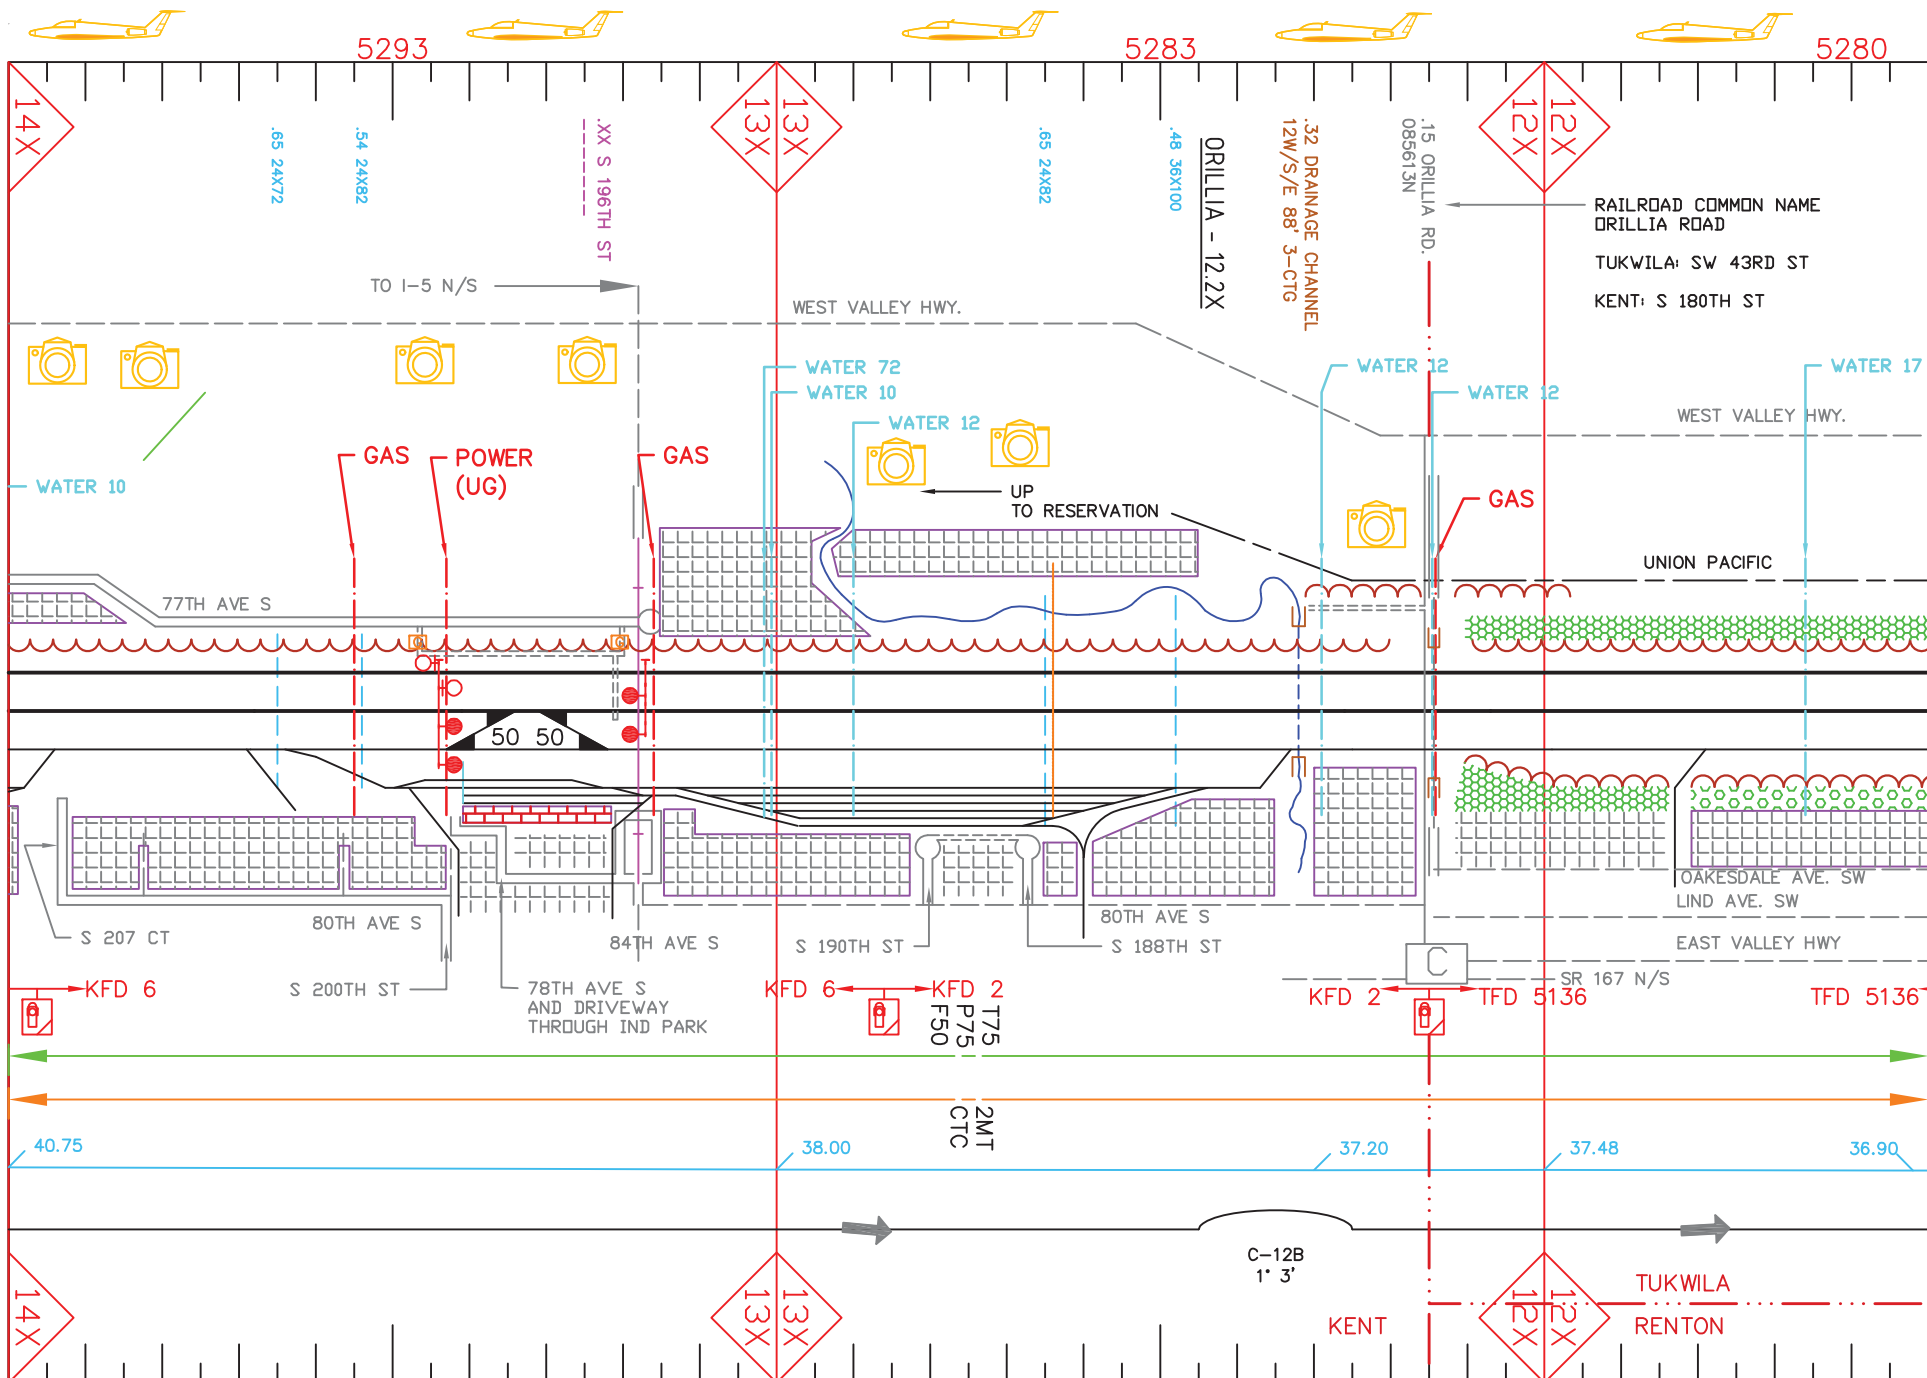 5293
5283
5280
14X
13X
13X
12X
12X
.65 24X72
.54 24X82
.XX S 196TH ST
.65 24X82
.48 36X100
ORILLIA - 12.2X
.32 DRAINAGE CHANNEL
12W/S/E 88' 3-CTG
.15 ORILLIA RD.
085613N
RAILROAD COMMON NAME
ORILLIA ROAD
TUKWILA: SW 43RD ST
KENT: S 180TH ST
TO I-5 N/S
WEST VALLEY HWY.
WATER 72
WATER 10
WATER 12
WATER 12
WATER 12
WATER 17
WEST VALLEY HWY.
GAS
POWER
(UG)
GAS
WATER 10
UP
TO RESERVATION
GAS
UNION PACIFIC
77TH AVE S
50 50
OAKESDALE AVE. SW
LIND AVE. SW
EAST VALLEY HWY
S 207 CT
80TH AVE S
84TH AVE S
S 190TH ST
80TH AVE S
S 188TH ST
C
SR 167 N/S
S 200TH ST
78TH AVE S
AND DRIVEWAY
THROUGH IND PARK
KFD 6
KFD 6
KFD 2
KFD 2
TFD 5136
TFD 5136
T75
P75
F50
2MT
CTC
40.75
38.00
37.20
37.48
36.90
C-12B
1° 3'
14X
13X
13X
12X
12X
TUKWILA
KENT
RENTON